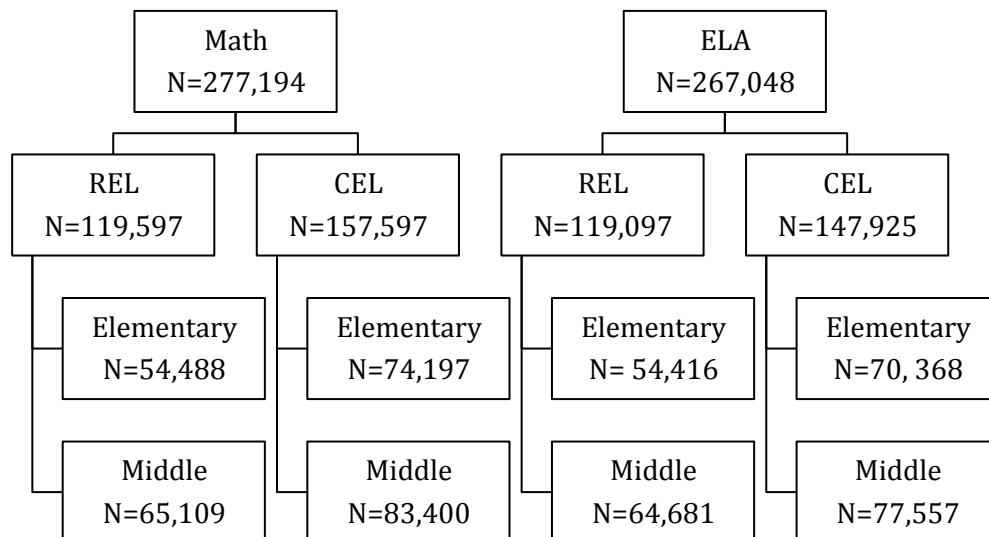 Math
N=277,194
ELA
N=267,048
REL
N=119,597
CEL
N=157,597
REL
N=119,097
CEL
N=147,925
Elementary
N=54,488
Elementary
N=74,197
Elementary
N= 54,416
Elementary
N=70, 368
Middle
N=65,109
Middle
N=83,400
Middle
N=64,681
Middle
N=77,557